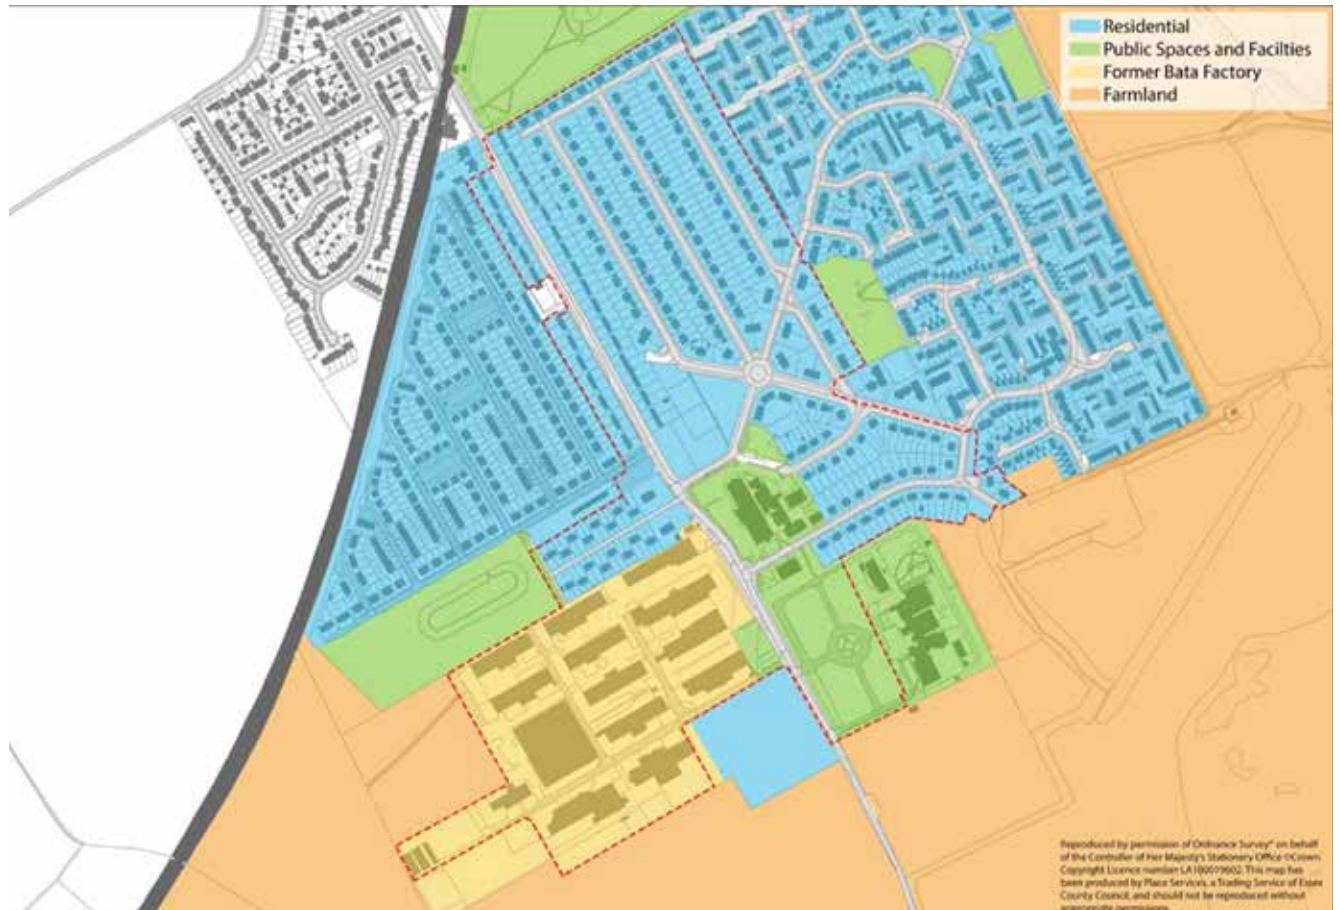 Residential
Public Spaces and Facilties
Former Bata Factory
Farmland
Reproduced by permission of Ordnance Survey® on behalf
of the Controller of Her Majesty's Stationery Office ©Crown
Copyright Licence number LA100019602. This map has
been produced by Place Services, a Trading Service of Essex
County Council, and should not be reproduced without
appropriate permissions.